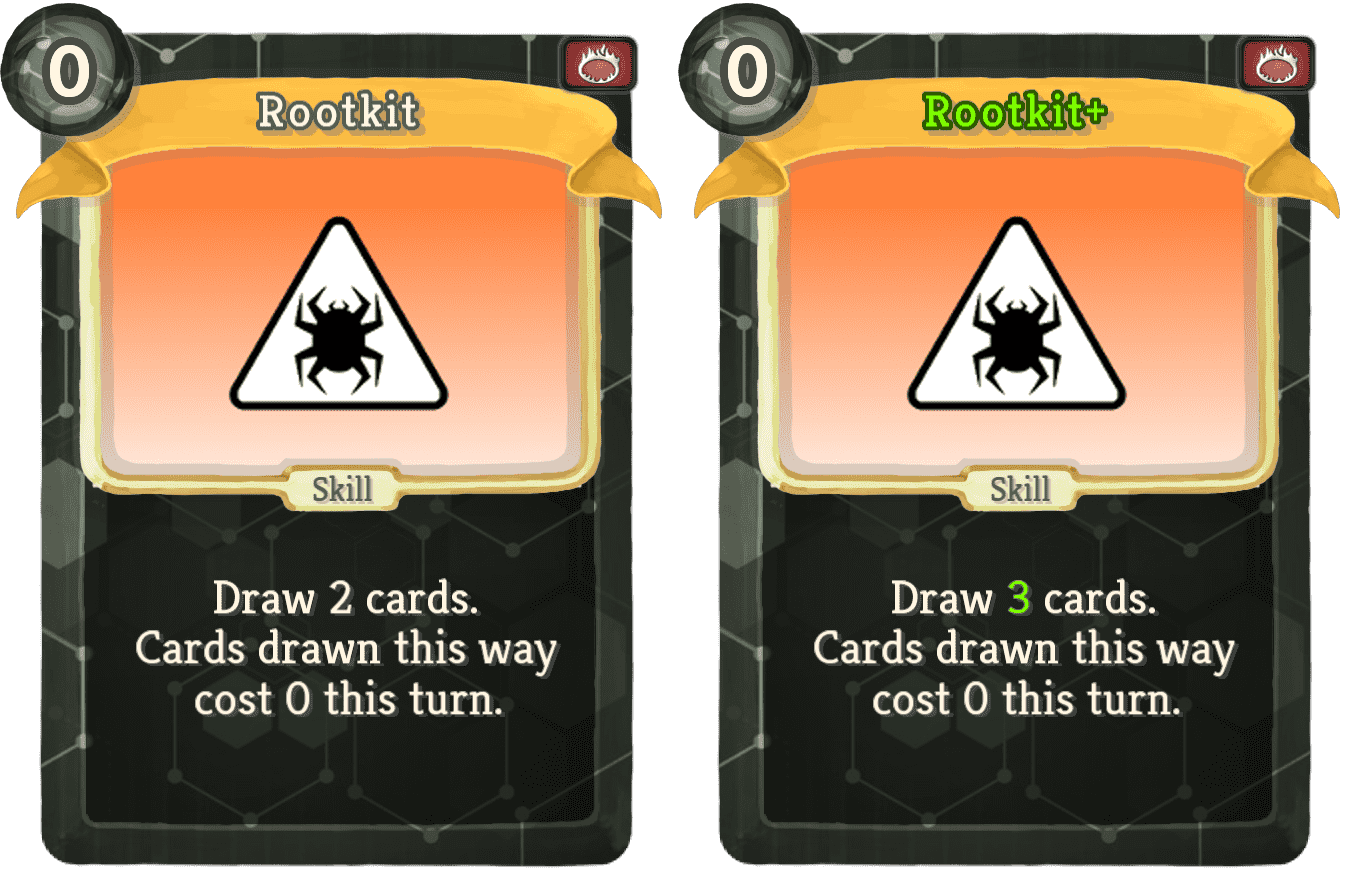 0
Rootkit
Skill
Draw 2 cards.
Cards drawn this way
cost 0 this turn.
0
Rootkit+
Skill
Draw 3 cards.
Cards drawn this way
cost 0 this turn.